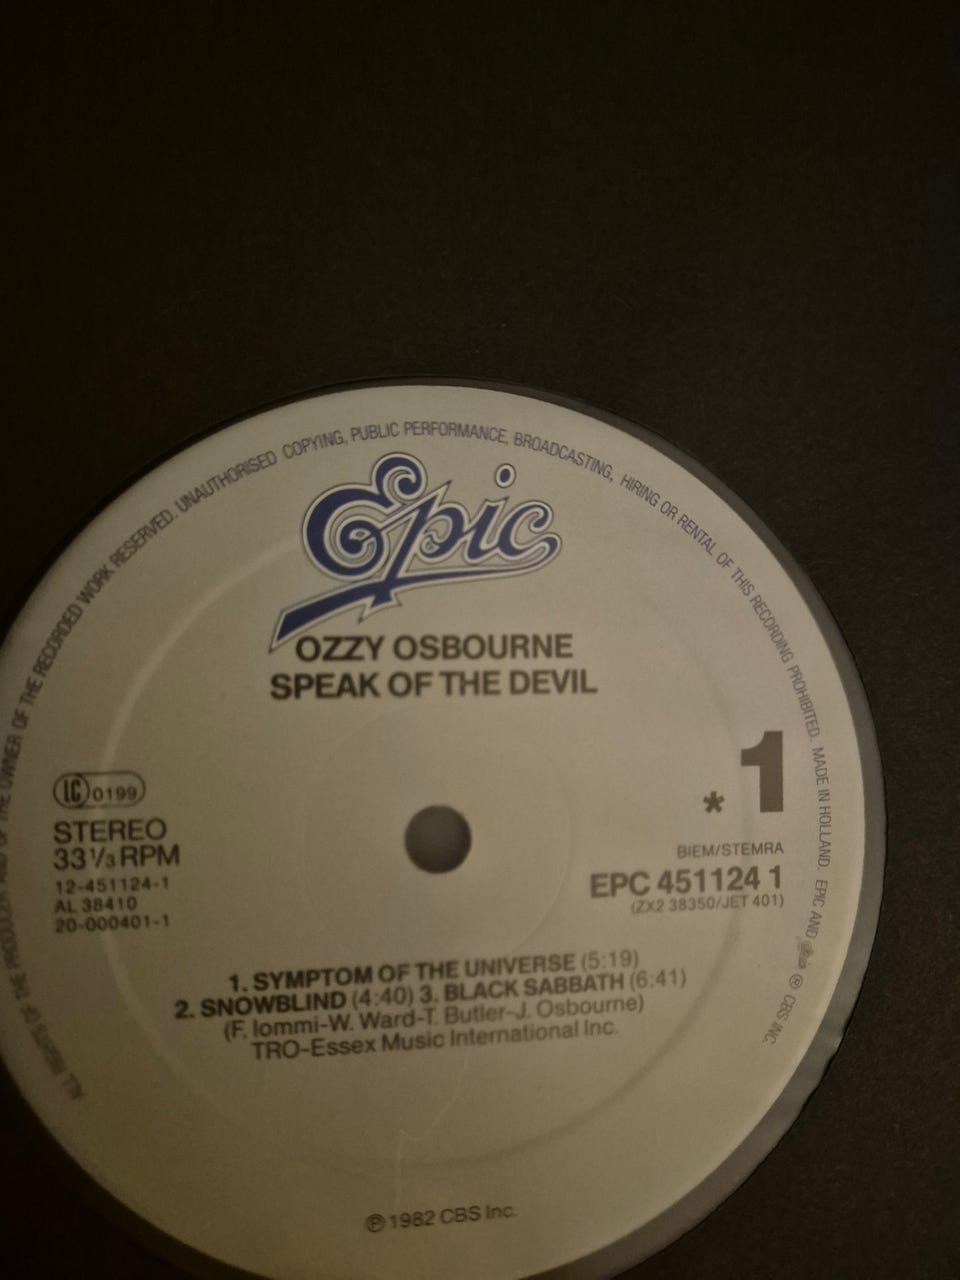 ALL RIGHTS OF THE PRODUCER AND OF THE OWNER OF THE RECORDED WORK RESERVED. UNAUTHORISED COPYING, PUBLIC PERFORMANCE, BROADCASTING, HIRING OR RENTAL OF THIS RECORDING PROHIBITED. MADE IN HOLLAND. EPIC AND Epic ® CBS INC.
Epic
OZZY OSBOURNE
SPEAK OF THE DEVIL
1
*
LC 0199
STEREO
33⅓ RPM
12-451124-1
AL 38410
20-000401-1
BIEM/STEMRA
EPC 451124 1
(ZX2 38350/JET 401)
1. SYMPTOM OF THE UNIVERSE (5:19)
2. SNOWBLIND (4:40) 3. BLACK SABBATH (6:41)
(F. Iommi-W. Ward-T. Butler-J. Osbourne)
TRO-Essex Music International Inc.
℗ 1982 CBS Inc.